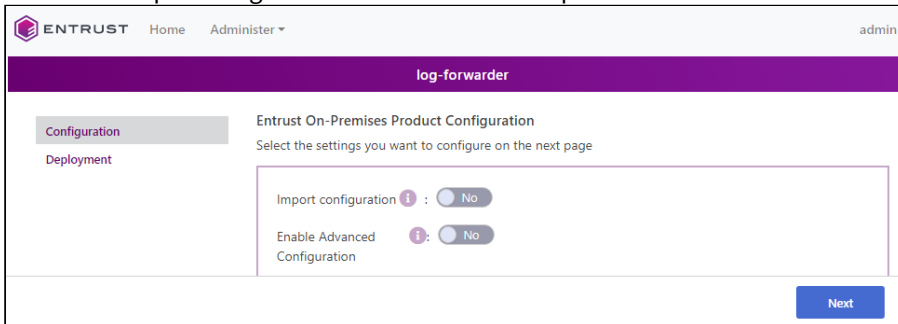 ENTRUST Home Administer admin
log-forwarder
Configuration
Deployment
Entrust On-Premises Product Configuration
Select the settings you want to configure on the next page
Import configuration i : No
Enable Advanced Configuration i : No
Next